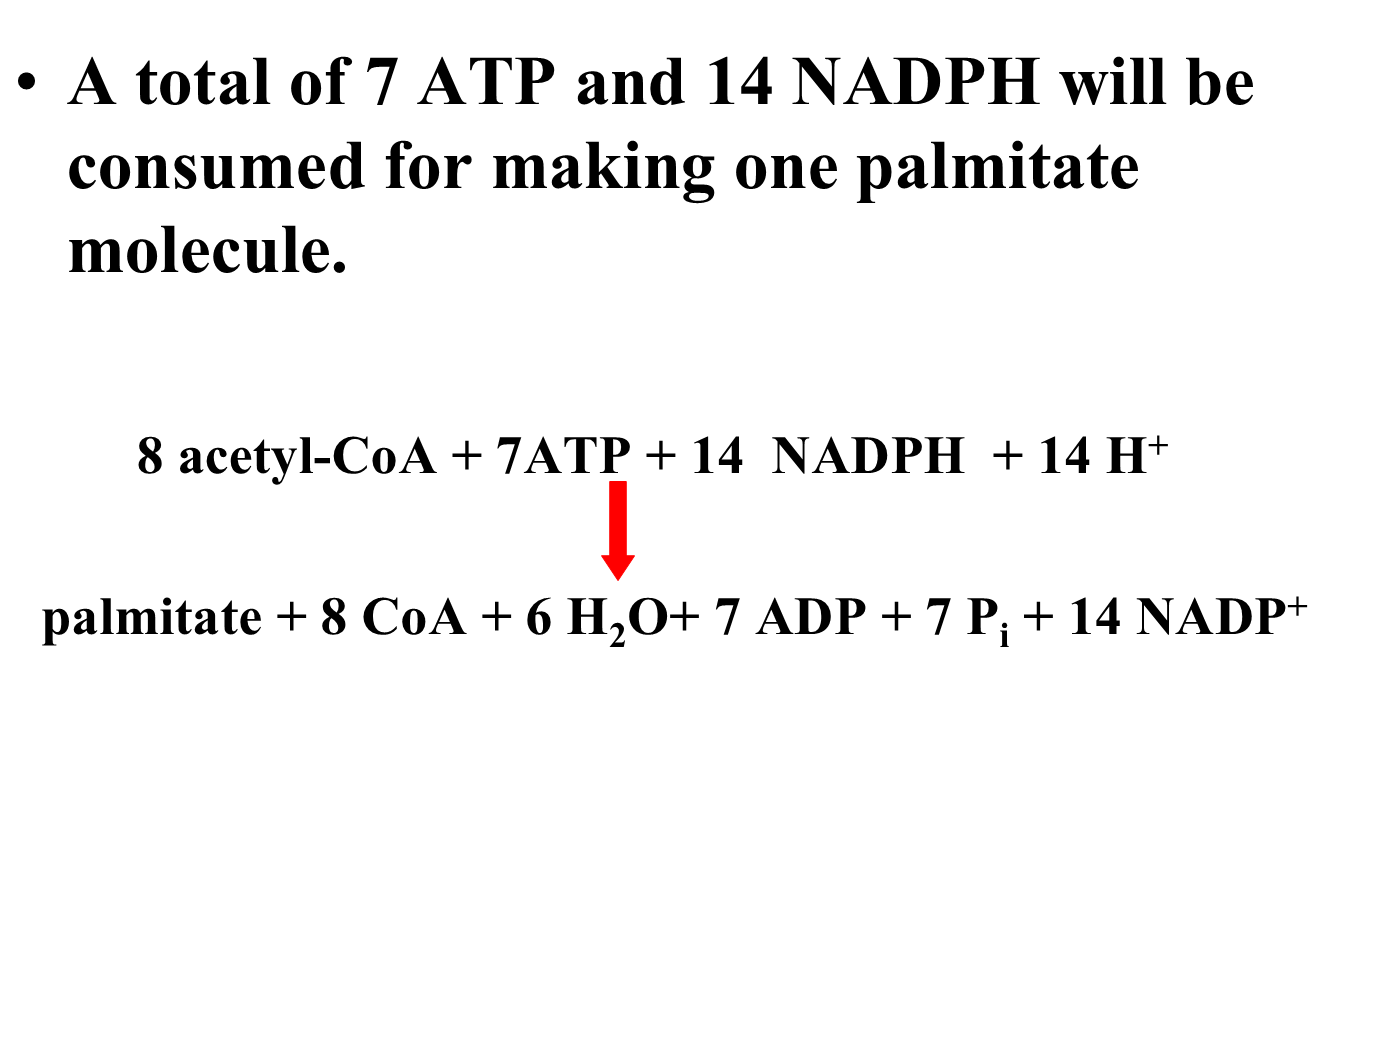 • A total of 7 ATP and 14 NADPH will be
consumed for making one palmitate
molecule.
8 acetyl-CoA + 7ATP + 14 NADPH + 14 H⁺
palmitate + 8 CoA + 6 H₂O+ 7 ADP + 7 Pᵢ + 14 NADP⁺